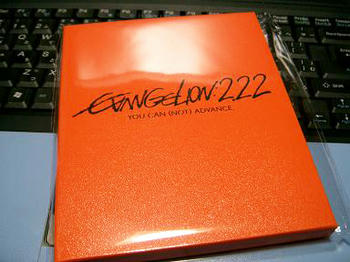 EVANGELION:2.22
YOU CAN (NOT) ADVANCE.